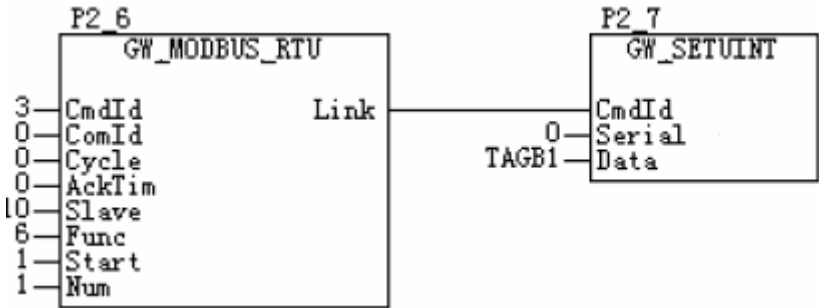 P2_6 P2_7
GW_MODBUS_RTU GW_SETUINT
3 CmdId Link CmdId
0 ComId 0 Serial
0 Cycle TAGB1 Data
0 AckTim
10 Slave
6 Func
1 Start
1 Num